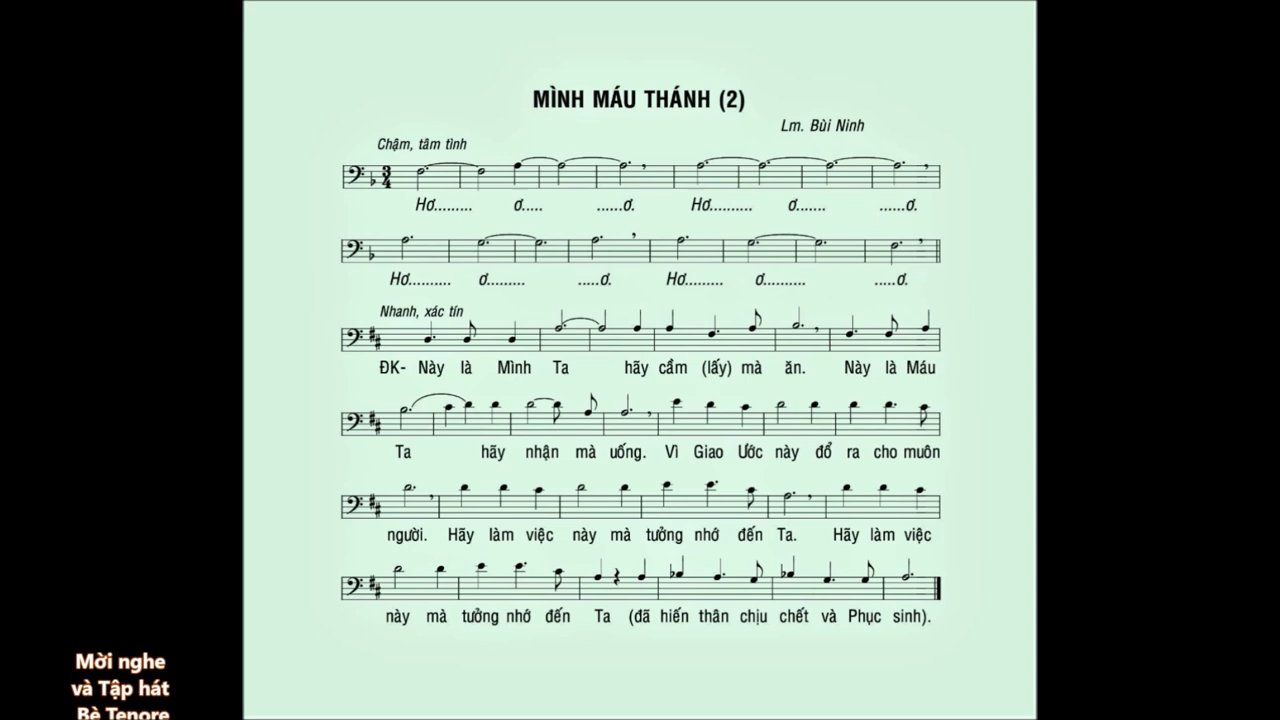 MÌNH MÁU THÁNH (2)
Lm. Bùi Ninh
Chậm, tâm tình
3
4
Hơ......... ơ..... ......ơ. Hơ.......... ơ....... ......ơ.
Hơ.......... ơ......... .....ơ. Hơ......... ơ.......... .....ơ.
Nhanh, xác tín
ĐK- Này là Mình Ta hãy cầm (lấy) mà ăn. Này là Máu
Ta hãy nhận mà uống. Vì Giao Ước này đổ ra cho muôn
người. Hãy làm việc này mà tưởng nhớ đến Ta. Hãy làm việc
này mà tưởng nhớ đến Ta (đã hiến thân chịu chết và Phục sinh).
Mời nghe
và Tập hát
Bè Tenore